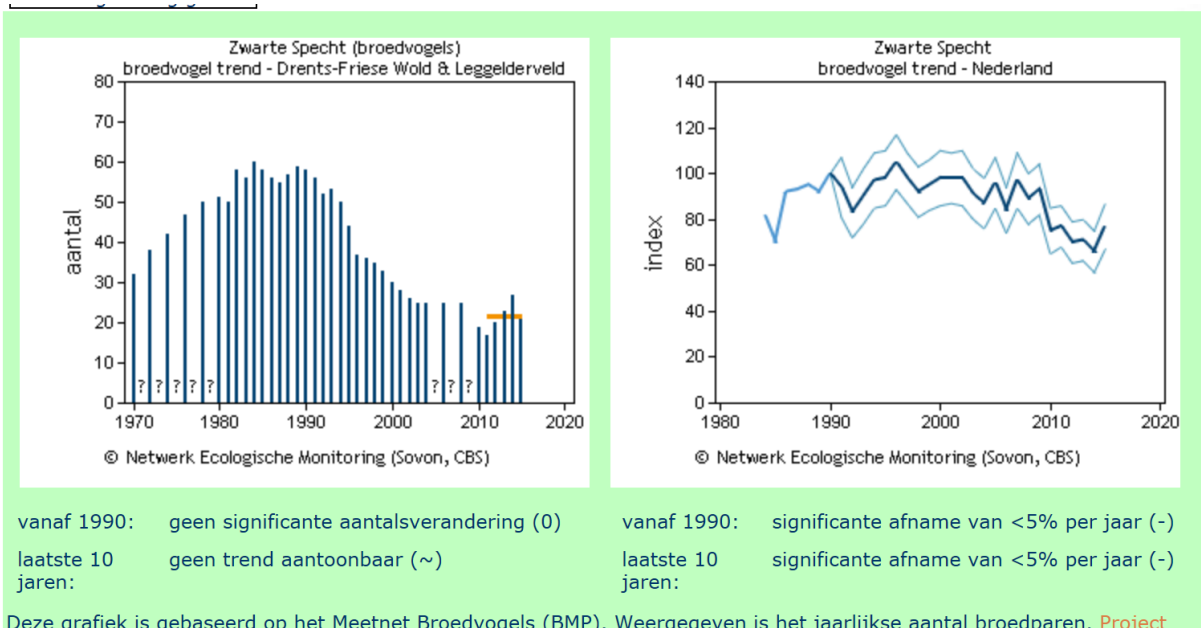 Zwarte Specht (broedvogels)
broedvogel trend - Drents-Friese Wold & Leggelderveld
80
70
60
50
40
30
20
10
0
aantal
? ? ? ? ? ? ? ?
1970 1980 1990 2000 2010 2020
© Netwerk Ecologische Monitoring (Sovon, CBS)
Zwarte Specht
broedvogel trend - Nederland
140
120
100
80
60
40
20
0
index
1980 1990 2000 2010 2020
© Netwerk Ecologische Monitoring (Sovon, CBS)
vanaf 1990: geen significante aantalsverandering (0)
laatste 10 geen trend aantoonbaar (~)
jaren:
vanaf 1990: significante afname van <5% per jaar (-)
laatste 10 significante afname van <5% per jaar (-)
jaren:
Deze grafiek is gebaseerd op het Meetnet Broedvogels (BMP). Weergegeven is het jaarlijkse aantal broedparen. Project